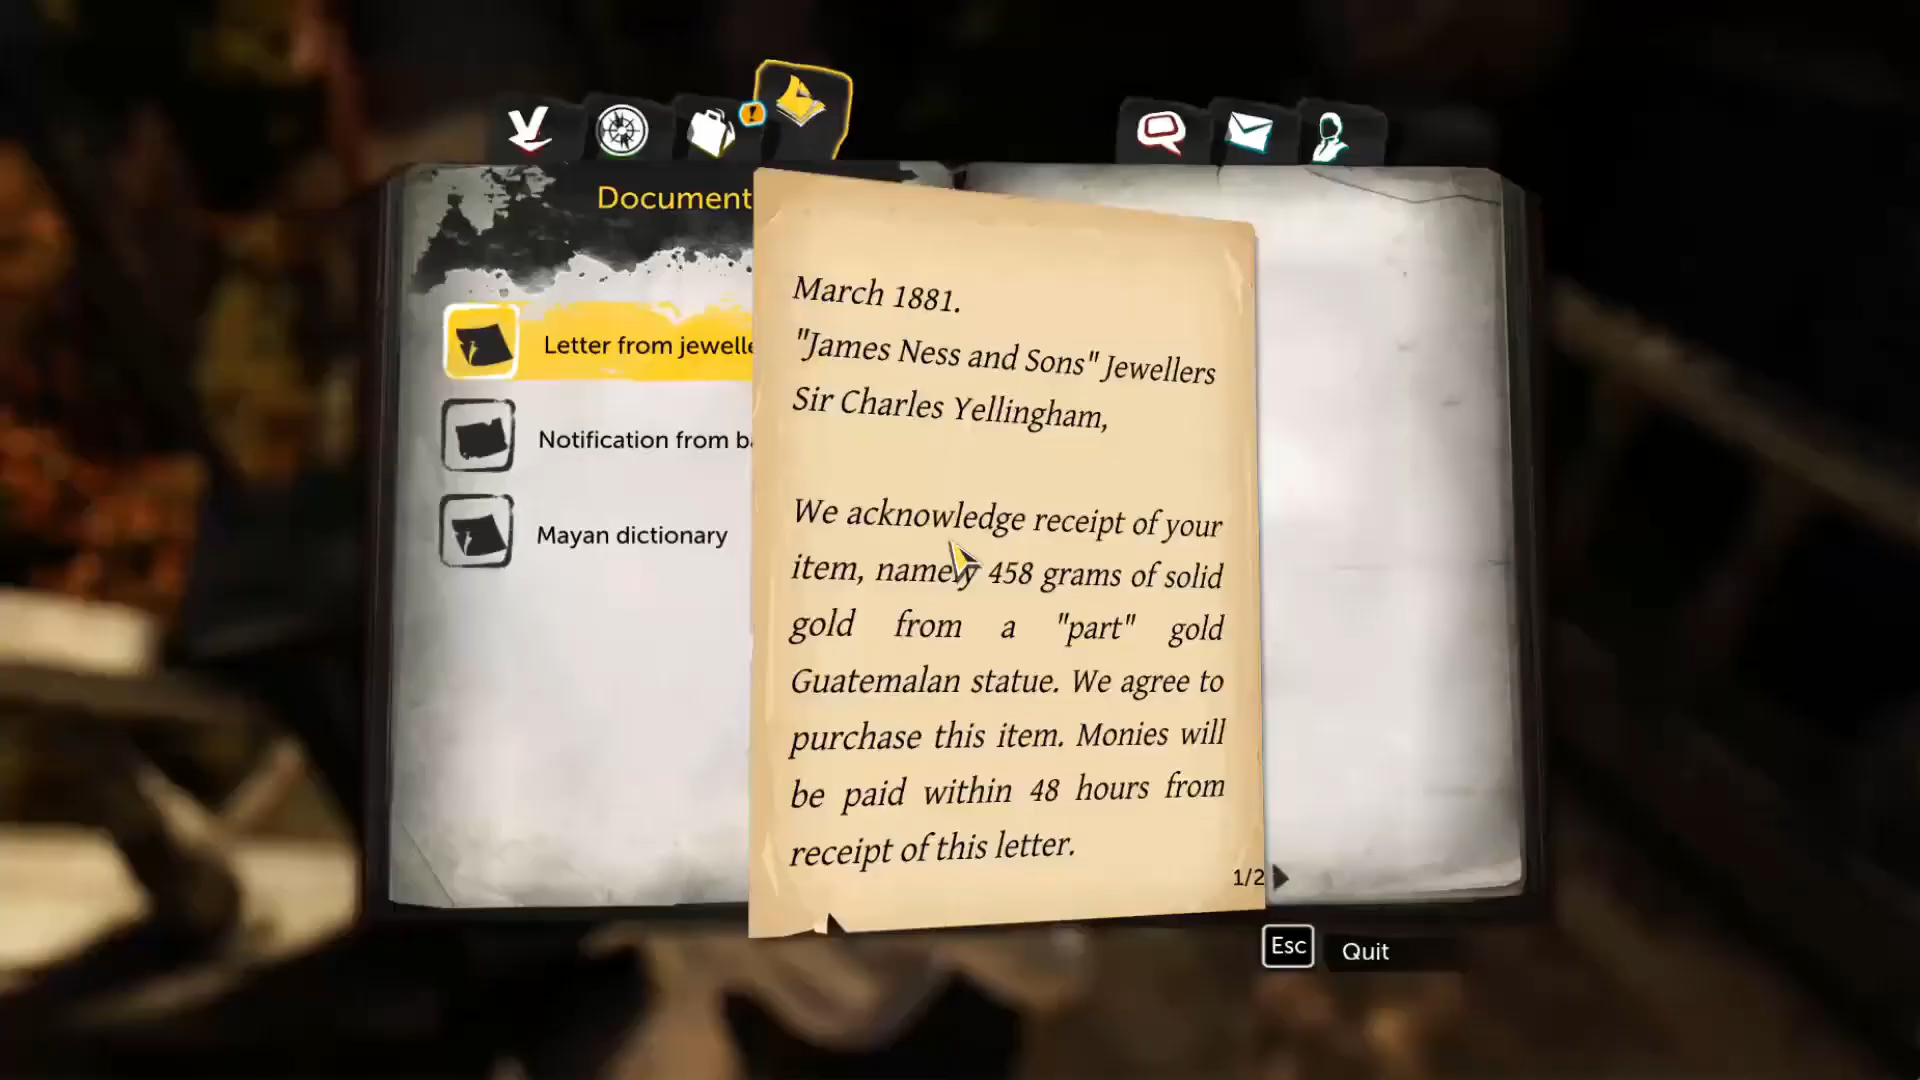 Document
Letter from jewelle
Notification from ba
Mayan dictionary
March 1881.
"James Ness and Sons" Jewellers
Sir Charles Yellingham,
We acknowledge receipt of your
item, namely 458 grams of solid
gold from a "part" gold
Guatemalan statue. We agree to
purchase this item. Monies will
be paid within 48 hours from
receipt of this letter.
1/2
Esc Quit